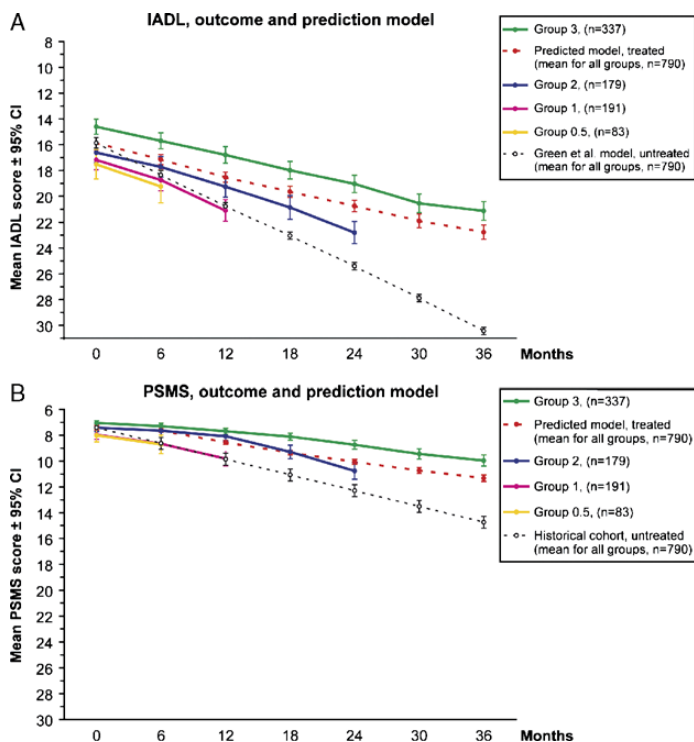 A
IADL, outcome and prediction model
Mean IADL score ± 95% CI
8
10
12
14
16
18
20
22
24
26
28
30
0 6 12 18 24 30 36 Months
Group 3, (n=337)
Predicted model, treated
(mean for all groups, n=790)
Group 2, (n=179)
Group 1, (n=191)
Group 0.5, (n=83)
Green et al. model, untreated
(mean for all groups, n=790)
B
PSMS, outcome and prediction model
Mean PSMS score ± 95% CI
6
8
10
12
14
16
18
20
22
24
26
28
30
0 6 12 18 24 30 36 Months
Group 3, (n=337)
Predicted model, treated
(mean for all groups, n=790)
Group 2, (n=179)
Group 1, (n=191)
Group 0.5, (n=83)
Historical cohort, untreated
(mean for all groups, n=790)